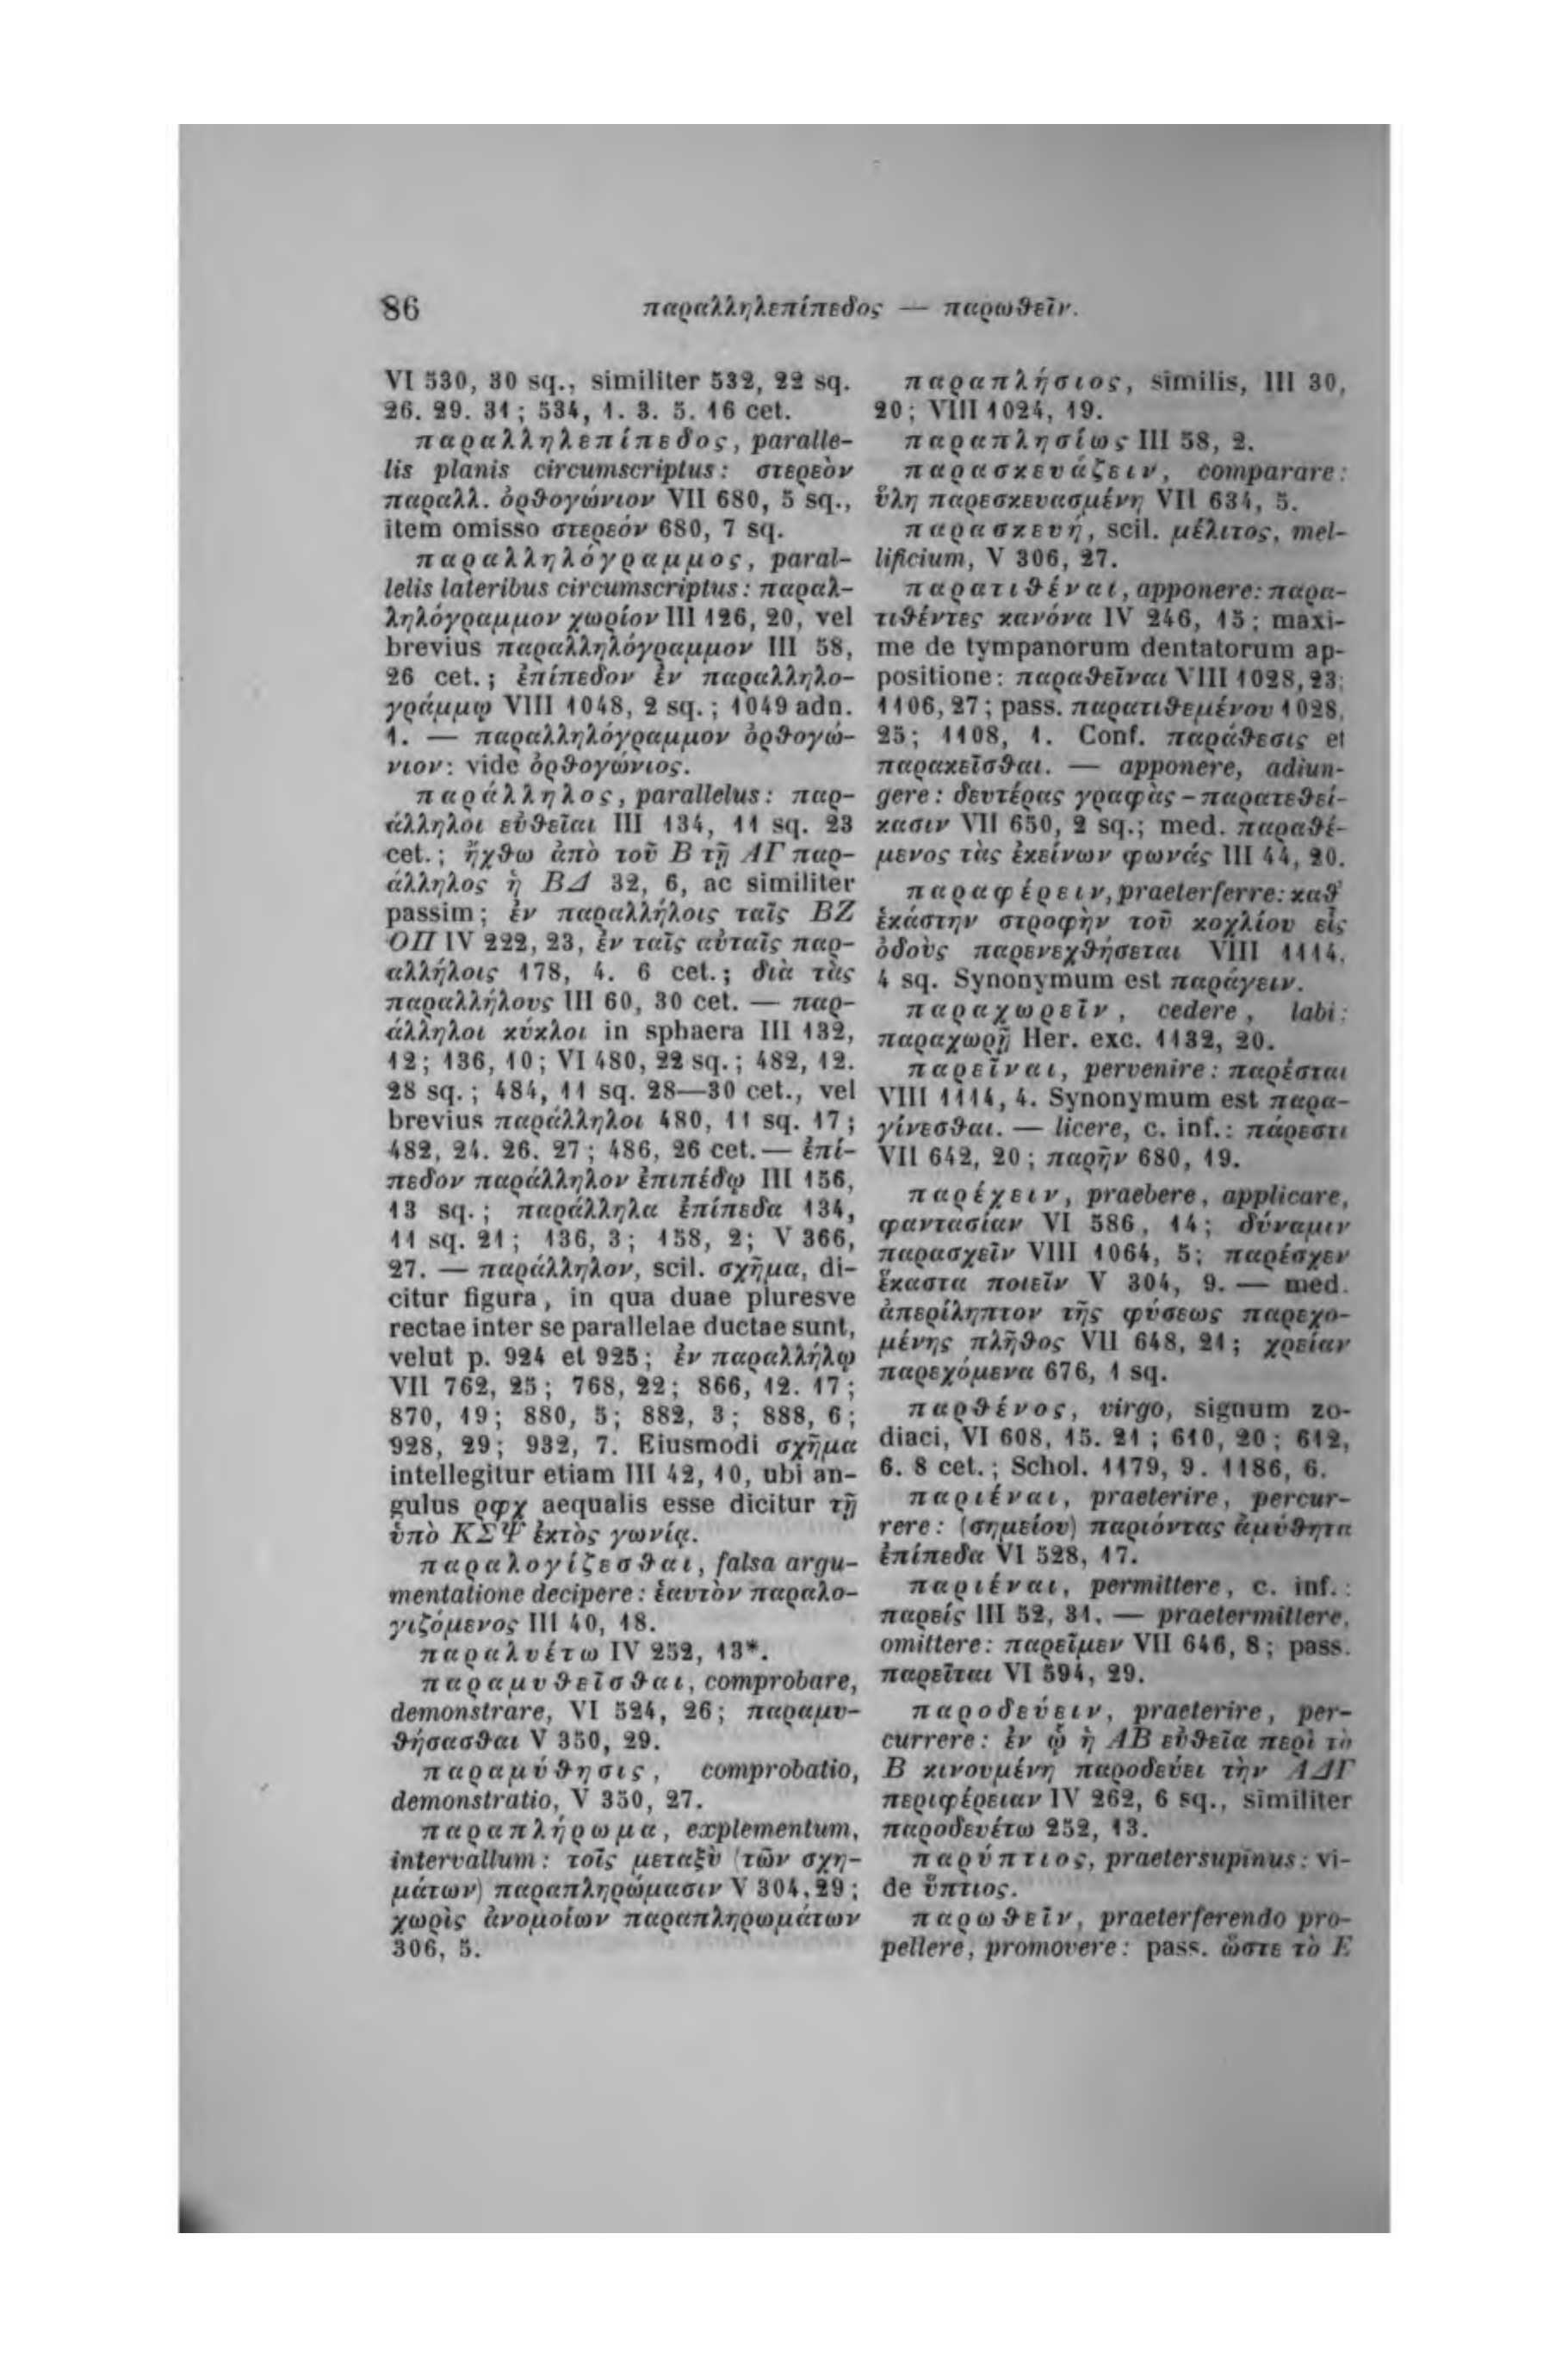 86
παραλληλεπίπεδος — παρωθεῖν.
VI 530, 30 sq., similiter 532, 22 sq.
26. 29. 31; 534, 1. 3. 5. 16 cet.
παραλληλεπίπεδος, paralle-
lis planis circumscriptus: στερεὸν
παραλλ. ὀρθογώνιον VII 680, 5 sq.,
item omisso στερεόν 680, 7 sq.
παραλληλόγραμμος, paral-
lelis lateribus circumscriptus: παραλ-
ληλόγραμμον χωρίον III 126, 20, vel
brevius παραλληλόγραμμον III 58,
26 cet.; ἐπίπεδον ἐν παραλληλο-
γράμμῳ VIII 1048, 2 sq.; 1049 adn.
1. — παραλληλόγραμμον ὀρθογώ-
νιον: vide ὀρθογώνιος.
παράλληλος, parallelus: παρ-
άλληλοι εὐθεῖαι III 134, 11 sq. 23
cet.; ἤχθω ἀπὸ τοῦ Β τῇ ΑΓ παρ-
άλληλος ἡ ΒΔ 32, 6, ac similiter
passim; ἐν παραλλήλοις ταῖς ΒΖ
ΟΠ IV 222, 23, ἐν ταῖς αὐταῖς παρ-
αλλήλοις 178, 4. 6 cet.; διὰ τὰς
παραλλήλους III 60, 30 cet. — παρ-
άλληλοι κύκλοι in sphaera III 132,
12; 136, 10; VI 480, 22 sq.; 482, 12.
28 sq.; 484, 11 sq. 28—30 cet., vel
brevius παράλληλοι 480, 11 sq. 17;
482, 24. 26. 27; 486, 26 cet. — ἐπί-
πεδον παράλληλον ἐπιπέδῳ III 156,
13 sq.; παράλληλα ἐπίπεδα 134,
11 sq. 21; 136, 3; 158, 2; V 366,
27. — παράλληλον, scil. σχῆμα, di-
citur figura, in qua duae pluresve
rectae inter se parallelae ductae sunt,
velut p. 924 et 925; ἐν παραλλήλῳ
VII 762, 25; 768, 22; 866, 12. 17;
870, 19; 880, 5; 882, 3; 888, 6;
928, 29; 932, 7. Eiusmodi σχῆμα
intellegitur etiam III 42, 10, ubi an-
gulus ρφχ aequalis esse dicitur τῇ
ὑπὸ ΚΣΨ ἐκτὸς γωνίᾳ.
παραλογίζεσθαι, falsa argu-
mentatione decipere: ἑαυτὸν παραλο-
γιζόμενος III 40, 18.
παραλυέτω IV 252, 13*.
παραμυθεῖσθαι, comprobare,
demonstrare, VI 524, 26; παραμυ-
θήσασθαι V 350, 29.
παραμύθησις, comprobatio,
demonstratio, V 350, 27.
παραπλήρωμα, explementum,
intervallum: τοῖς μεταξὺ (τῶν σχη-
μάτων) παραπληρώμασιν V 304, 29;
χωρὶς ἀνομοίων παραπληρωμάτων
306, 5.
παραπλήσιος, similis, III 30,
20; VIII 1024, 19.
παραπλησίως III 58, 2.
παρασκευάζειν, comparare:
ὕλη παρεσκευασμένη VII 634, 5.
παρασκευή, scil. μέλιτος, mel-
lificium, V 306, 27.
παρατιθέναι, apponere: παρα-
τιθέντες κανόνα IV 246, 15; maxi-
me de tympanorum dentatorum ap-
positione: παραθεῖναι VIII 1028, 23;
1106, 27; pass. παρατιθεμένου 1028,
25; 1108, 1. Conf. παράθεσις et
παρακεῖσθαι. — apponere, adiun-
gere: δευτέρας γραφὰς - παρατεθεί-
κασιν VII 650, 2 sq.; med. παραθέ-
μενος τὰς ἐκείνων φωνάς III 44, 20.
παραφέρειν, praeterferre: καθ'
ἑκάστην στροφὴν τοῦ κοχλίου εἷς
ὀδοὺς παρενεχθήσεται VIII 1114,
4 sq. Synonymum est παράγειν.
παραχωρεῖν, cedere, labi:
παραχωρῇ Her. exc. 1132, 20.
παρεῖναι, pervenire: παρέσται
VIII 1114, 4. Synonymum est παρα-
γίνεσθαι. — licere, c. inf.: πάρεστι
VII 642, 20; παρῆν 680, 19.
παρέχειν, praebere, applicare,
φαντασίαν VI 586, 14; δύναμιν
παρασχεῖν VIII 1064, 5; παρέσχεν
ἕκαστα ποιεῖν V 304, 9. — med.
ἀπερίληπτον τῆς φύσεως παρεχο-
μένης πλῆθος VII 648, 21; χρείαν
παρεχόμενα 676, 1 sq.
παρθένος, virgo, signum zo-
diaci, VI 608, 15. 21; 610, 20; 612,
6. 8 cet.; Schol. 1179, 9. 1186, 6.
παριέναι, praeterire, percur-
rere: (σημείου) παριόντας ἀμύθητα
ἐπίπεδα VI 528, 17.
παριέναι, permittere, c. inf.:
παρείς III 52, 31. — praetermittere,
omittere: παρεῖμεν VII 646, 8; pass.
παρεῖται VI 594, 29.
παροδεύειν, praeterire, per-
currere: ἐν ᾧ ἡ ΑΒ εὐθεῖα περὶ τὸ
Β κινουμένη παροδεύει τὴν ΑΔΓ
περιφέρειαν IV 262, 6 sq., similiter
παροδευέτω 252, 13.
παρύπτιος, praetersupinus: vi-
de ὕπτιος.
παρωθεῖν, praeterferendo pro-
pellere, promovere: pass. ὥστε τὸ Ε